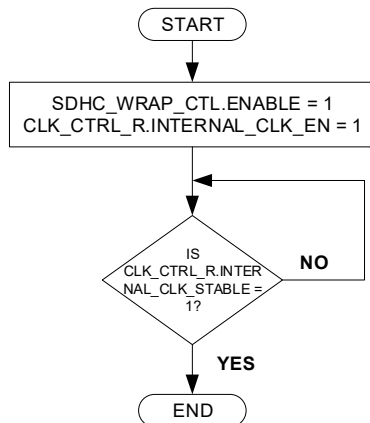 START
SDHC_WRAP_CTL.ENABLE = 1
CLK_CTRL_R.INTERNAL_CLK_EN = 1
IS
CLK_CTRL_R.INTER
NAL_CLK_STABLE =
1?
NO
YES
END